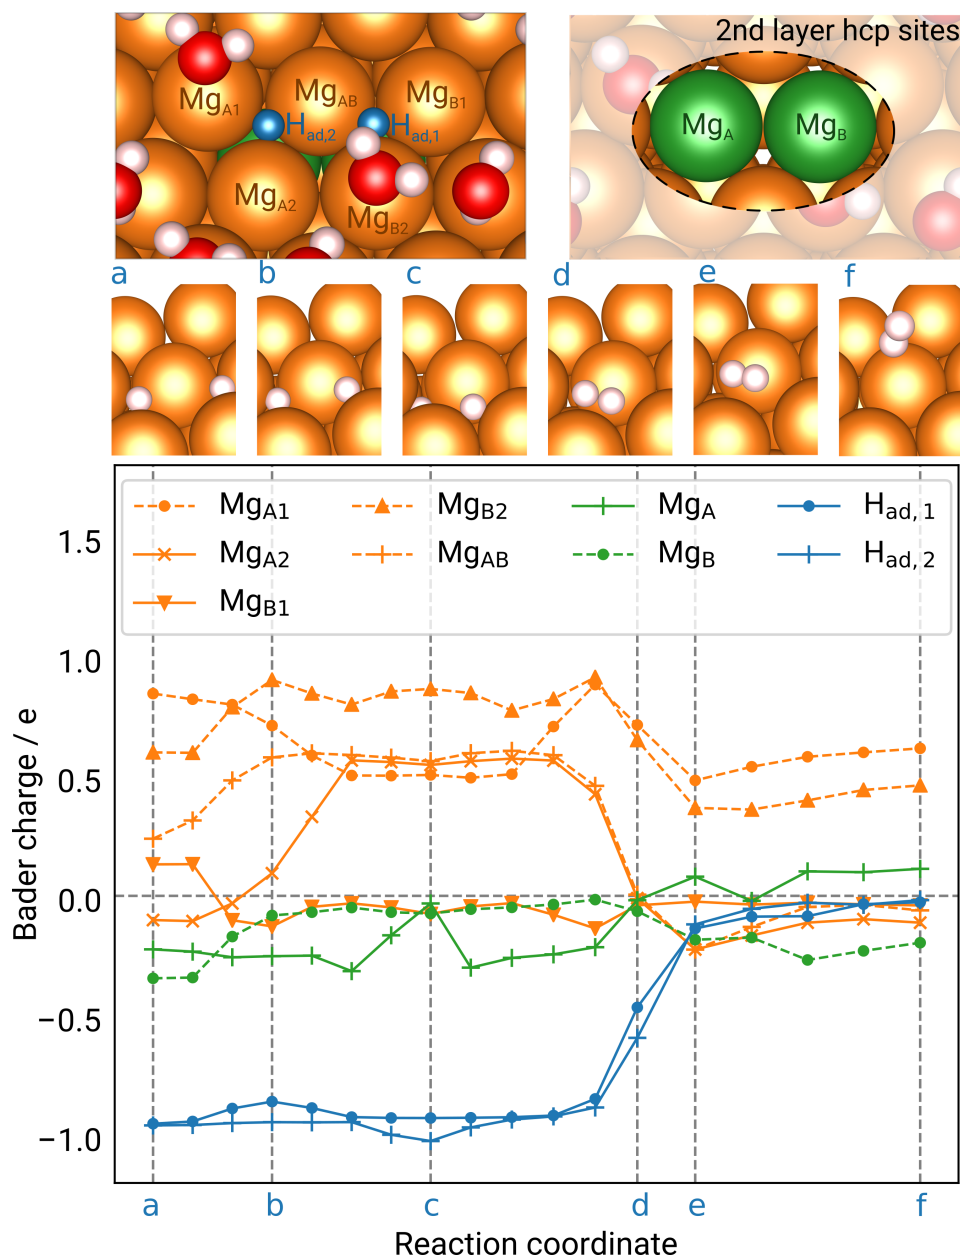 2nd layer hcp sites
Mg_A1 Mg_AB Mg_B1
H_ad,2 H_ad,1
Mg_A2 Mg_B2
Mg_A Mg_B
a b c d e f
Mg_A1 Mg_B2 Mg_A H_ad, 1
Mg_A2 Mg_AB Mg_B H_ad, 2
Mg_B1
1.5
1.0
0.5
0.0
−0.5
−1.0
Bader charge / e
a b c d e f
Reaction coordinate